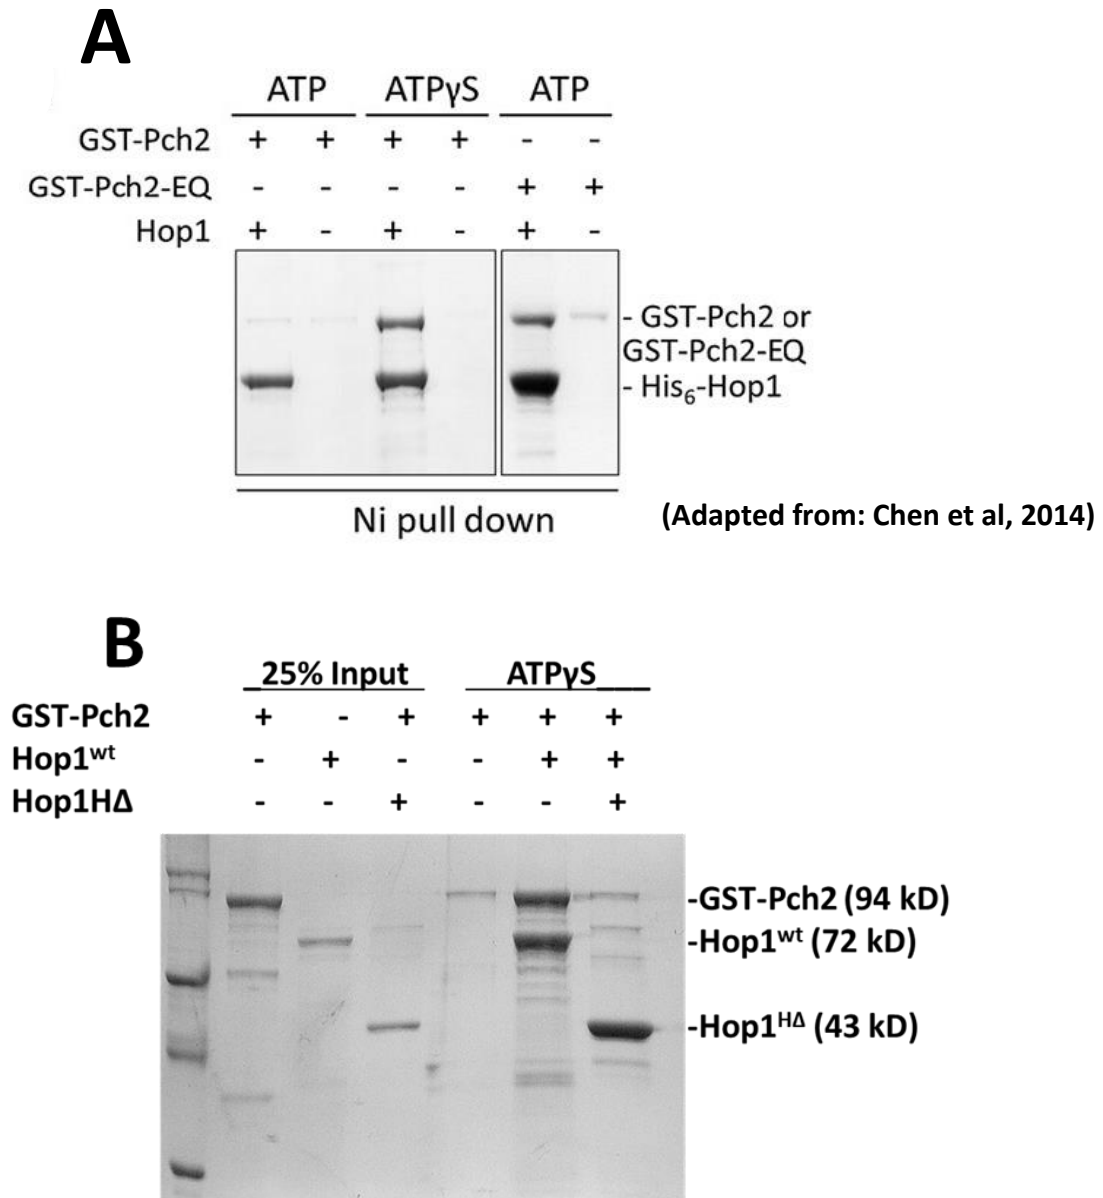 A
ATP ATPγS ATP
GST-Pch2 + + + + - -
GST-Pch2-EQ - - - - + +
Hop1 + - + - + -
- GST-Pch2 or
GST-Pch2-EQ
- His6-Hop1
Ni pull down
(Adapted from: Chen et al, 2014)
B
_25% Input ATPγS___
GST-Pch2 + - + + + +
Hop1wt - + - - + +
Hop1HΔ - - + - - +
-GST-Pch2 (94 kD)
-Hop1wt (72 kD)
-Hop1HΔ (43 kD)